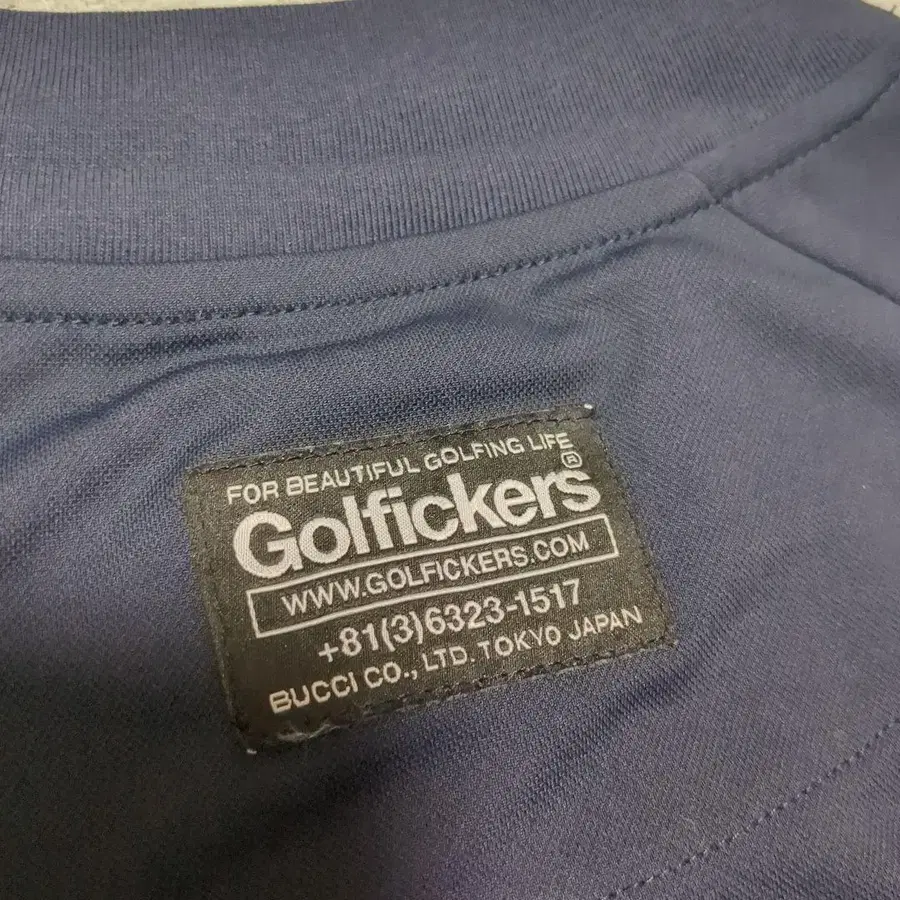 FOR BEAUTIFUL GOLFING LIFE
Golfickers®
WWW.GOLFICKERS.COM
+81(3)6323-1517
BUCCI CO., LTD. TOKYO JAPAN